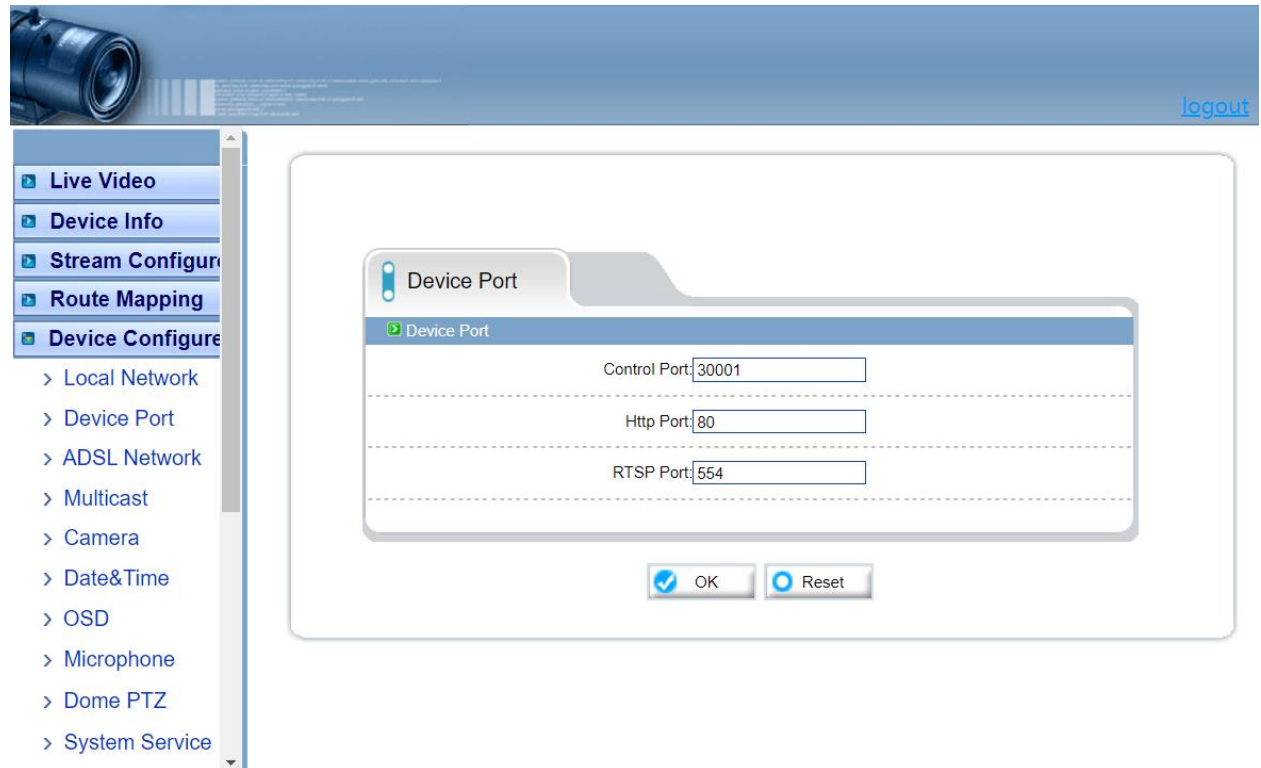 logout
Live Video
Device Info
Stream Configure
Route Mapping
Device Configure
Local Network
Device Port
ADSL Network
Multicast
Camera
Date&Time
OSD
Microphone
Dome PTZ
System Service
Device Port
Device Port
Control Port: 30001
Http Port: 80
RTSP Port: 554
OK
Reset